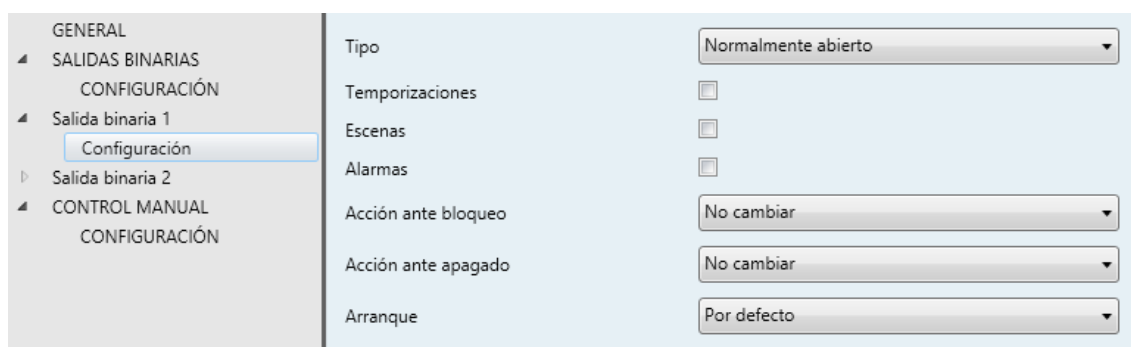 GENERAL
SALIDAS BINARIAS
CONFIGURACIÓN
Salida binaria 1
Configuración
Salida binaria 2
CONTROL MANUAL
CONFIGURACIÓN
Tipo
Normalmente abierto
Temporizaciones
Escenas
Alarmas
Acción ante bloqueo
No cambiar
Acción ante apagado
No cambiar
Arranque
Por defecto